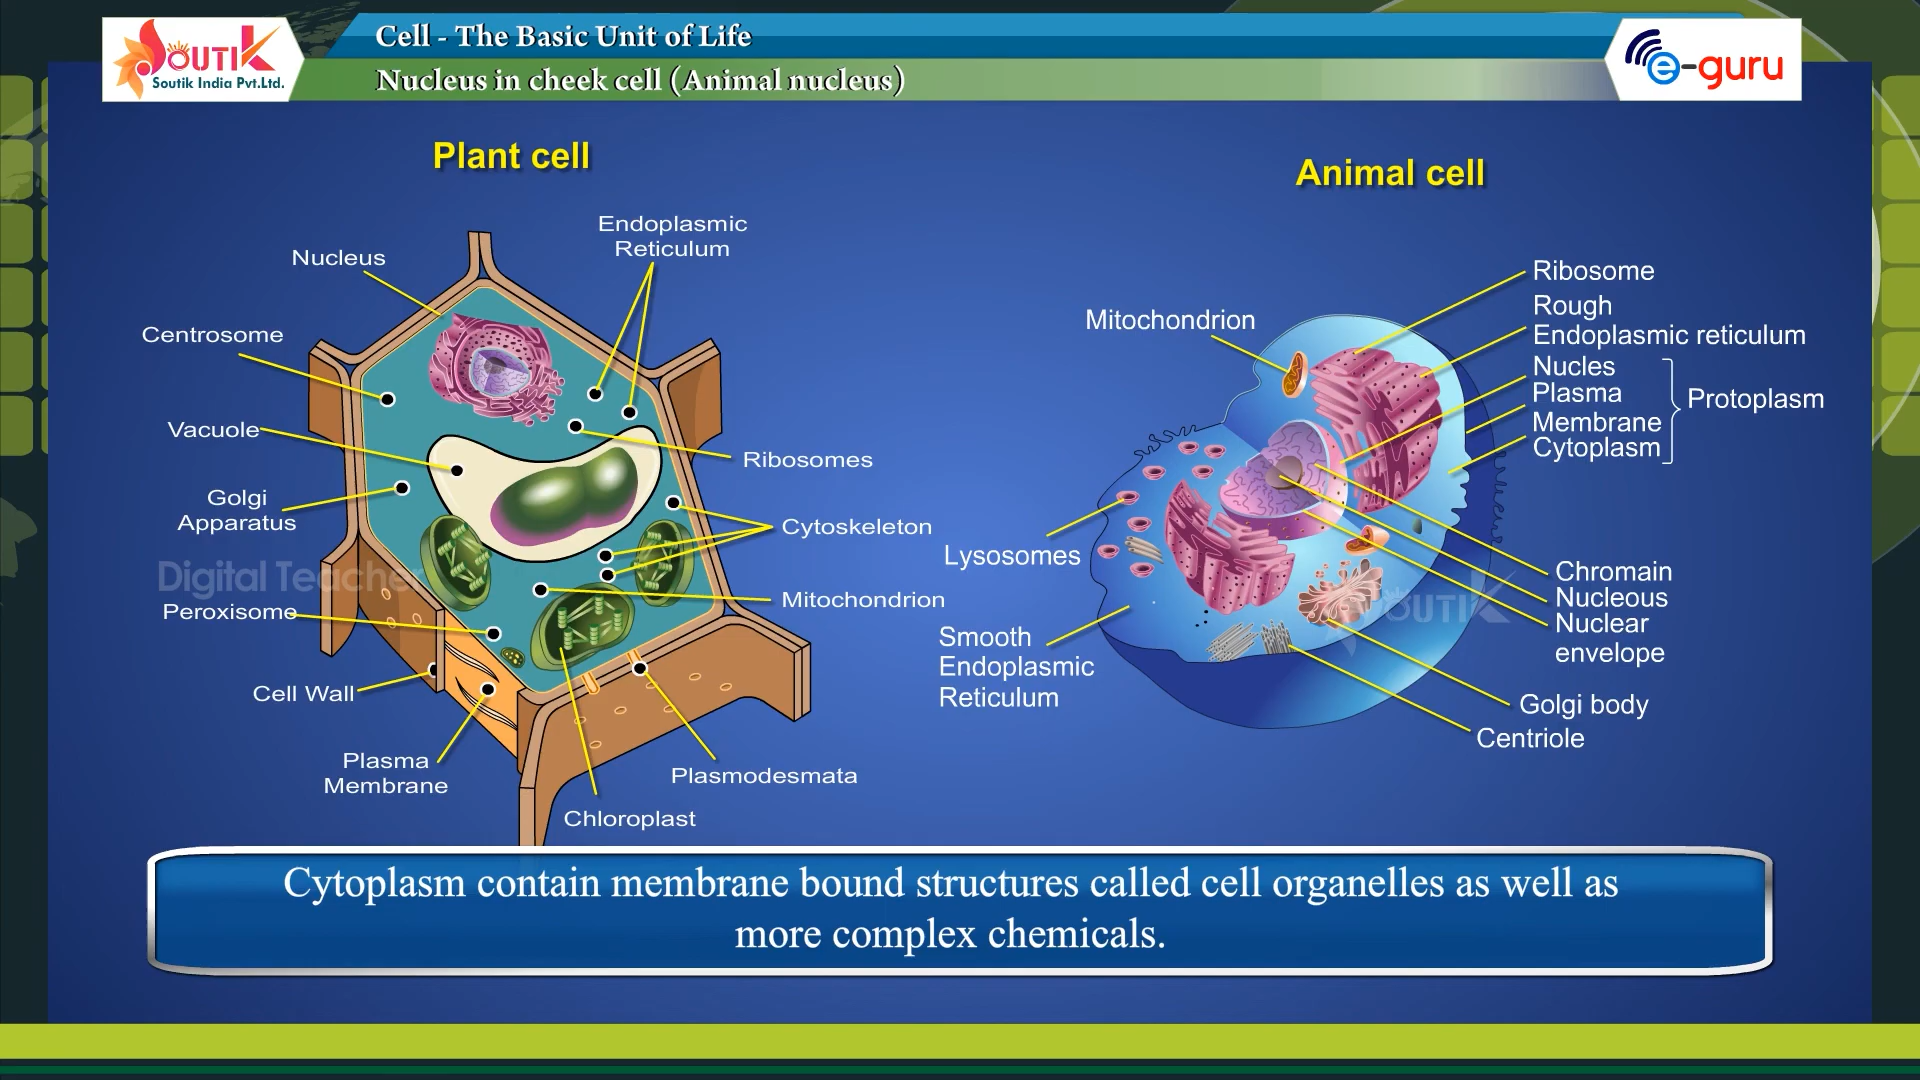 SOUTIK
Soutik India Pvt.Ltd.
Cell - The Basic Unit of Life
Nucleus in cheek cell (Animal nucleus)
e-guru
Plant cell
Endoplasmic
Reticulum
Nucleus
Centrosome
Vacuole
Golgi
Apparatus
Ribosomes
Cytoskeleton
Digital Teacher
Peroxisome
Mitochondrion
Cell Wall
Plasma
Membrane
Plasmodesmata
Chloroplast
Animal cell
Mitochondrion
Ribosome
Rough
Endoplasmic reticulum
Nucles
Plasma
Membrane
Cytoplasm
Protoplasm
Lysosomes
Smooth
Endoplasmic
Reticulum
SOUTIK
Chromain
Nucleous
Nuclear
envelope
Golgi body
Centriole
Cytoplasm contain membrane bound structures called cell organelles as well as
more complex chemicals.